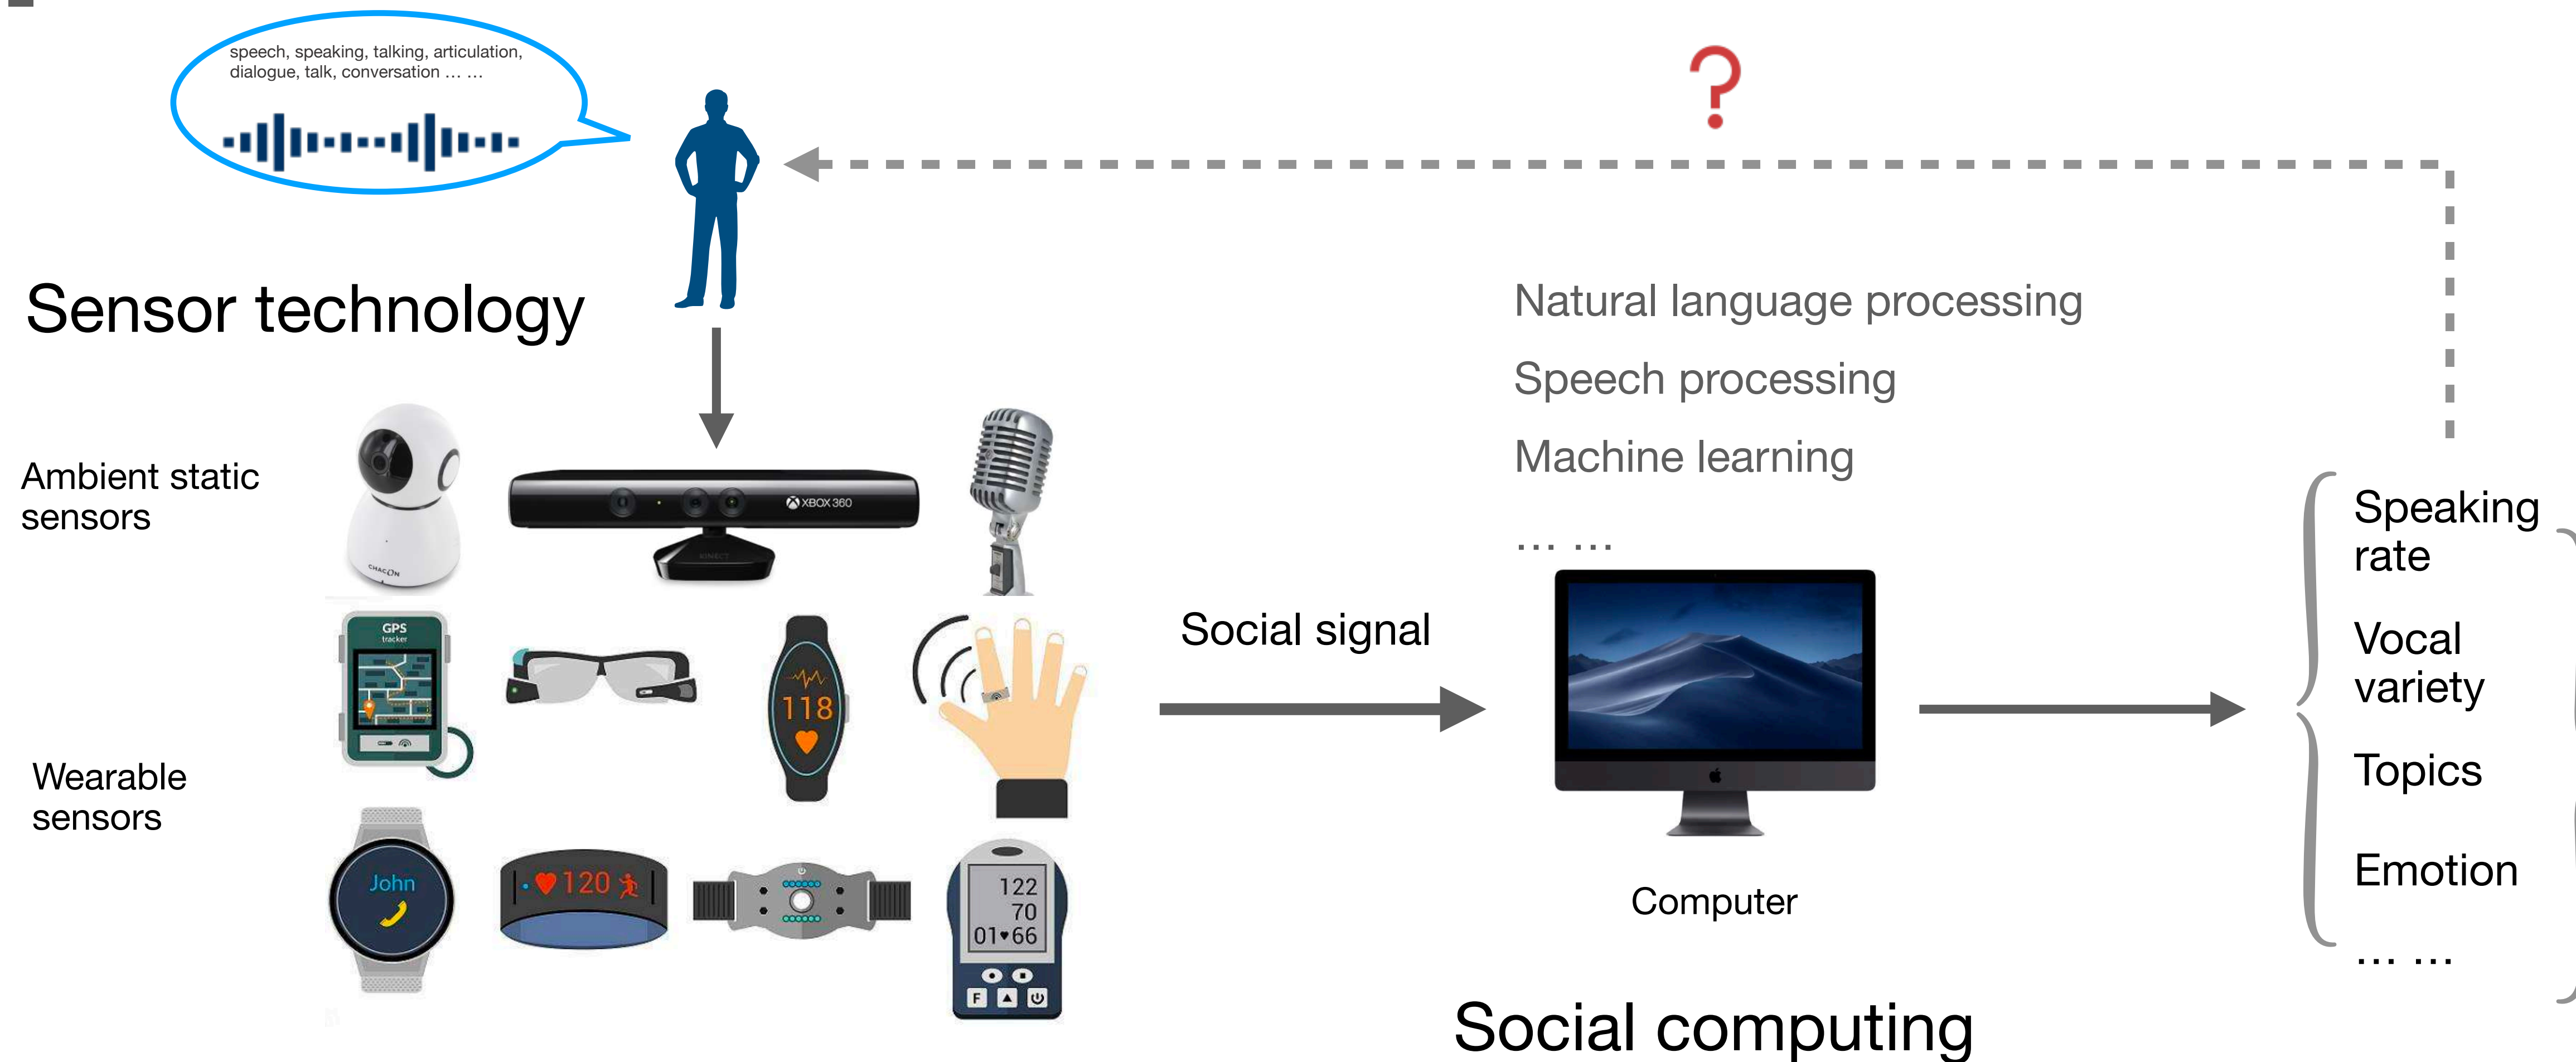 speech, speaking, talking, articulation,
dialogue, talk, conversation ... ...
?
Sensor technology
Natural language processing
Speech processing
Machine learning
... ...
Ambient static
sensors
XBOX 360
KINECT
CHACON
Speaking
rate
Vocal
variety
Topics
Emotion
... ...
GPS
tracker
118
Social signal
Wearable
sensors
John
120
122
70
01♥66
F
Computer
Social computing